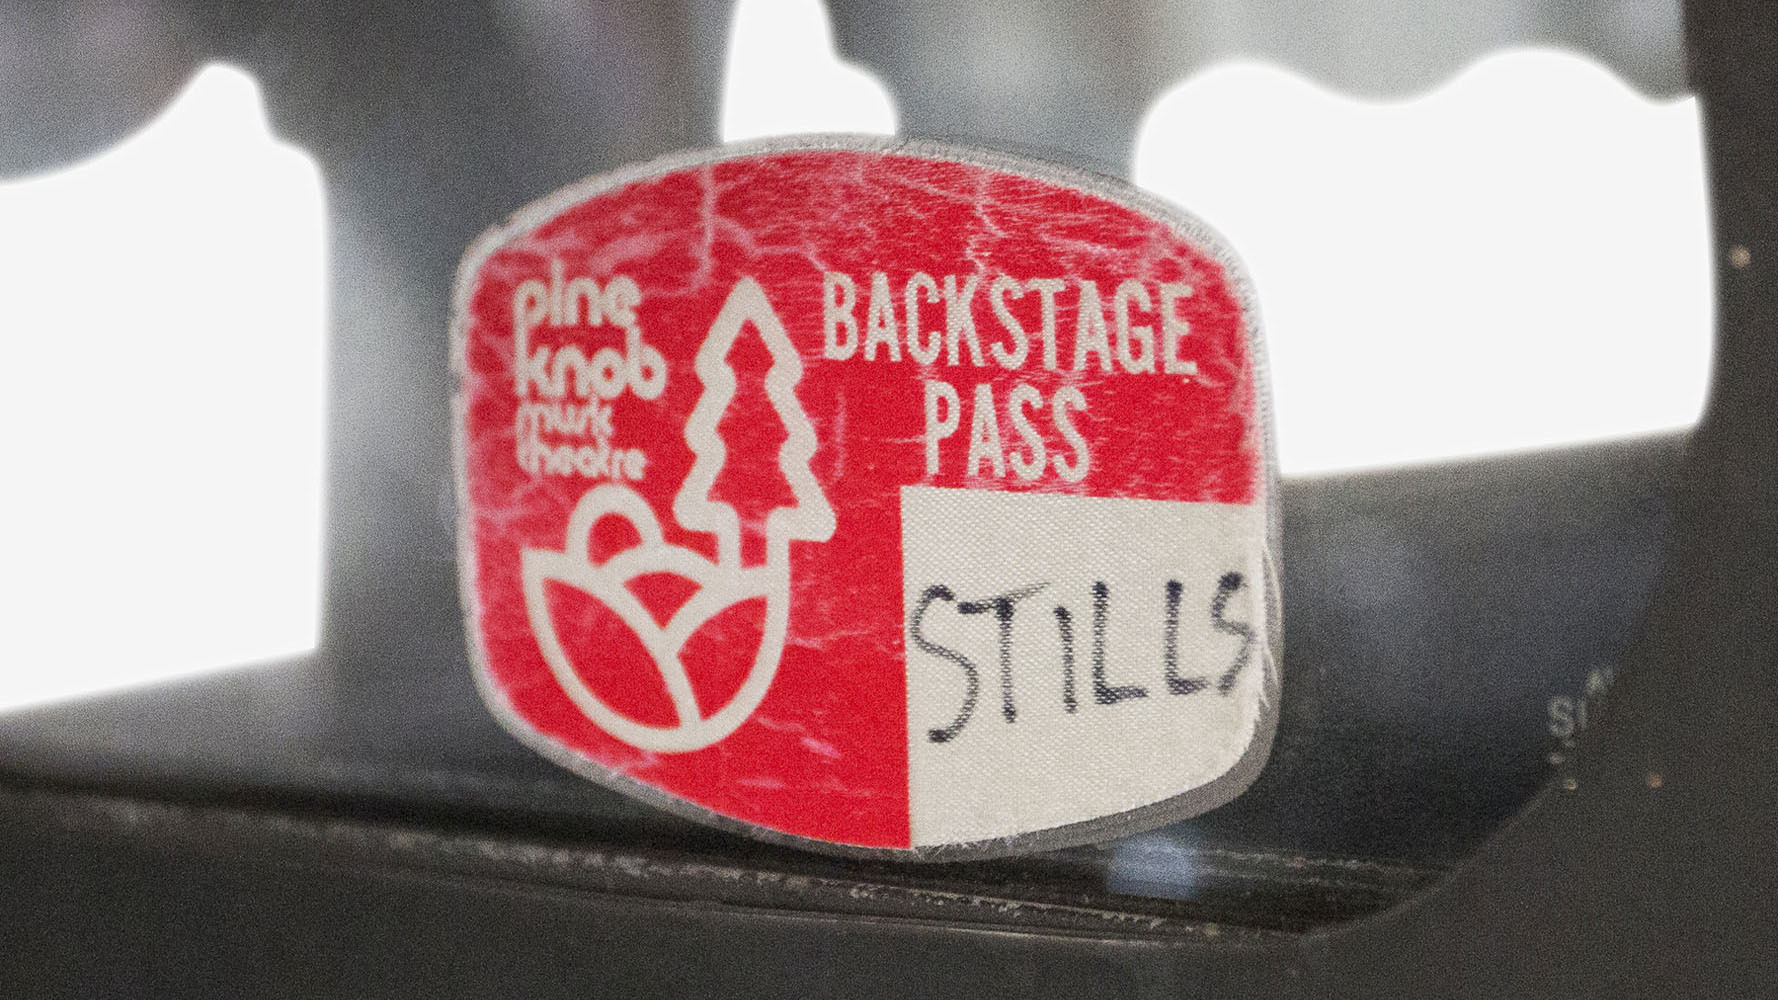 pine
knob
music
theatre
BACKSTAGE
PASS
STILLS